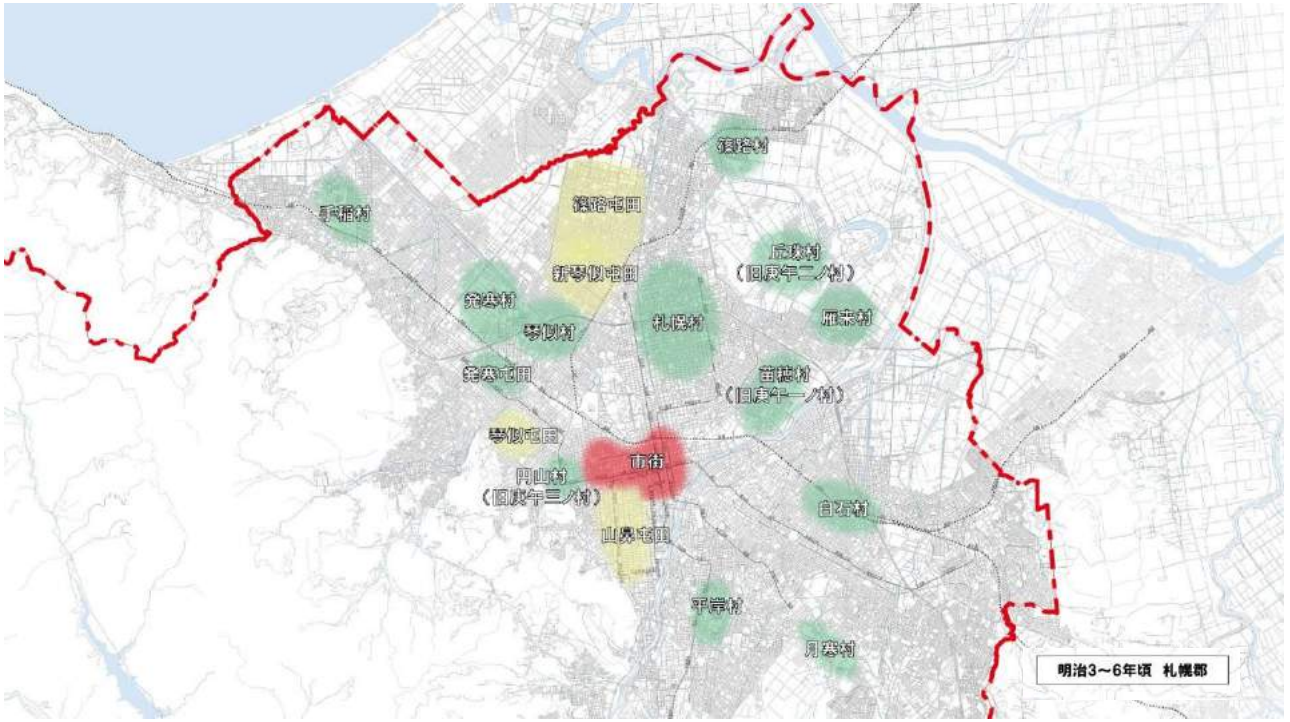 篠路村
手稲村
篠路屯田
丘珠村
(旧庚午二ノ村)
新琴似屯田
発寒村
琴似村
札幌村
雁来村
発寒屯田
苗穂村
(旧庚午一ノ村)
琴似屯田
市街
円山村
(旧庚午三ノ村)
白石村
山鼻屯田
平岸村
月寒村
明治3~6年頃 札幌郡